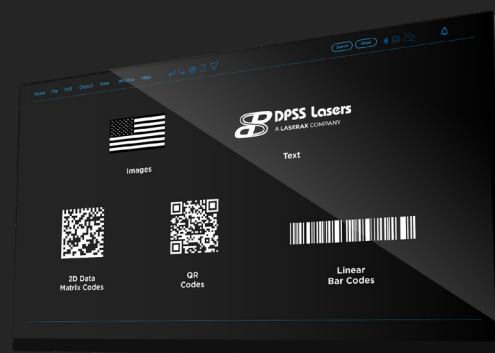 Home File Edit Object View Window Help
DPSS Lasers
A LASERAX COMPANY
Images
Text
2D Data
Matrix Codes
QR
Codes
Linear
Bar Codes